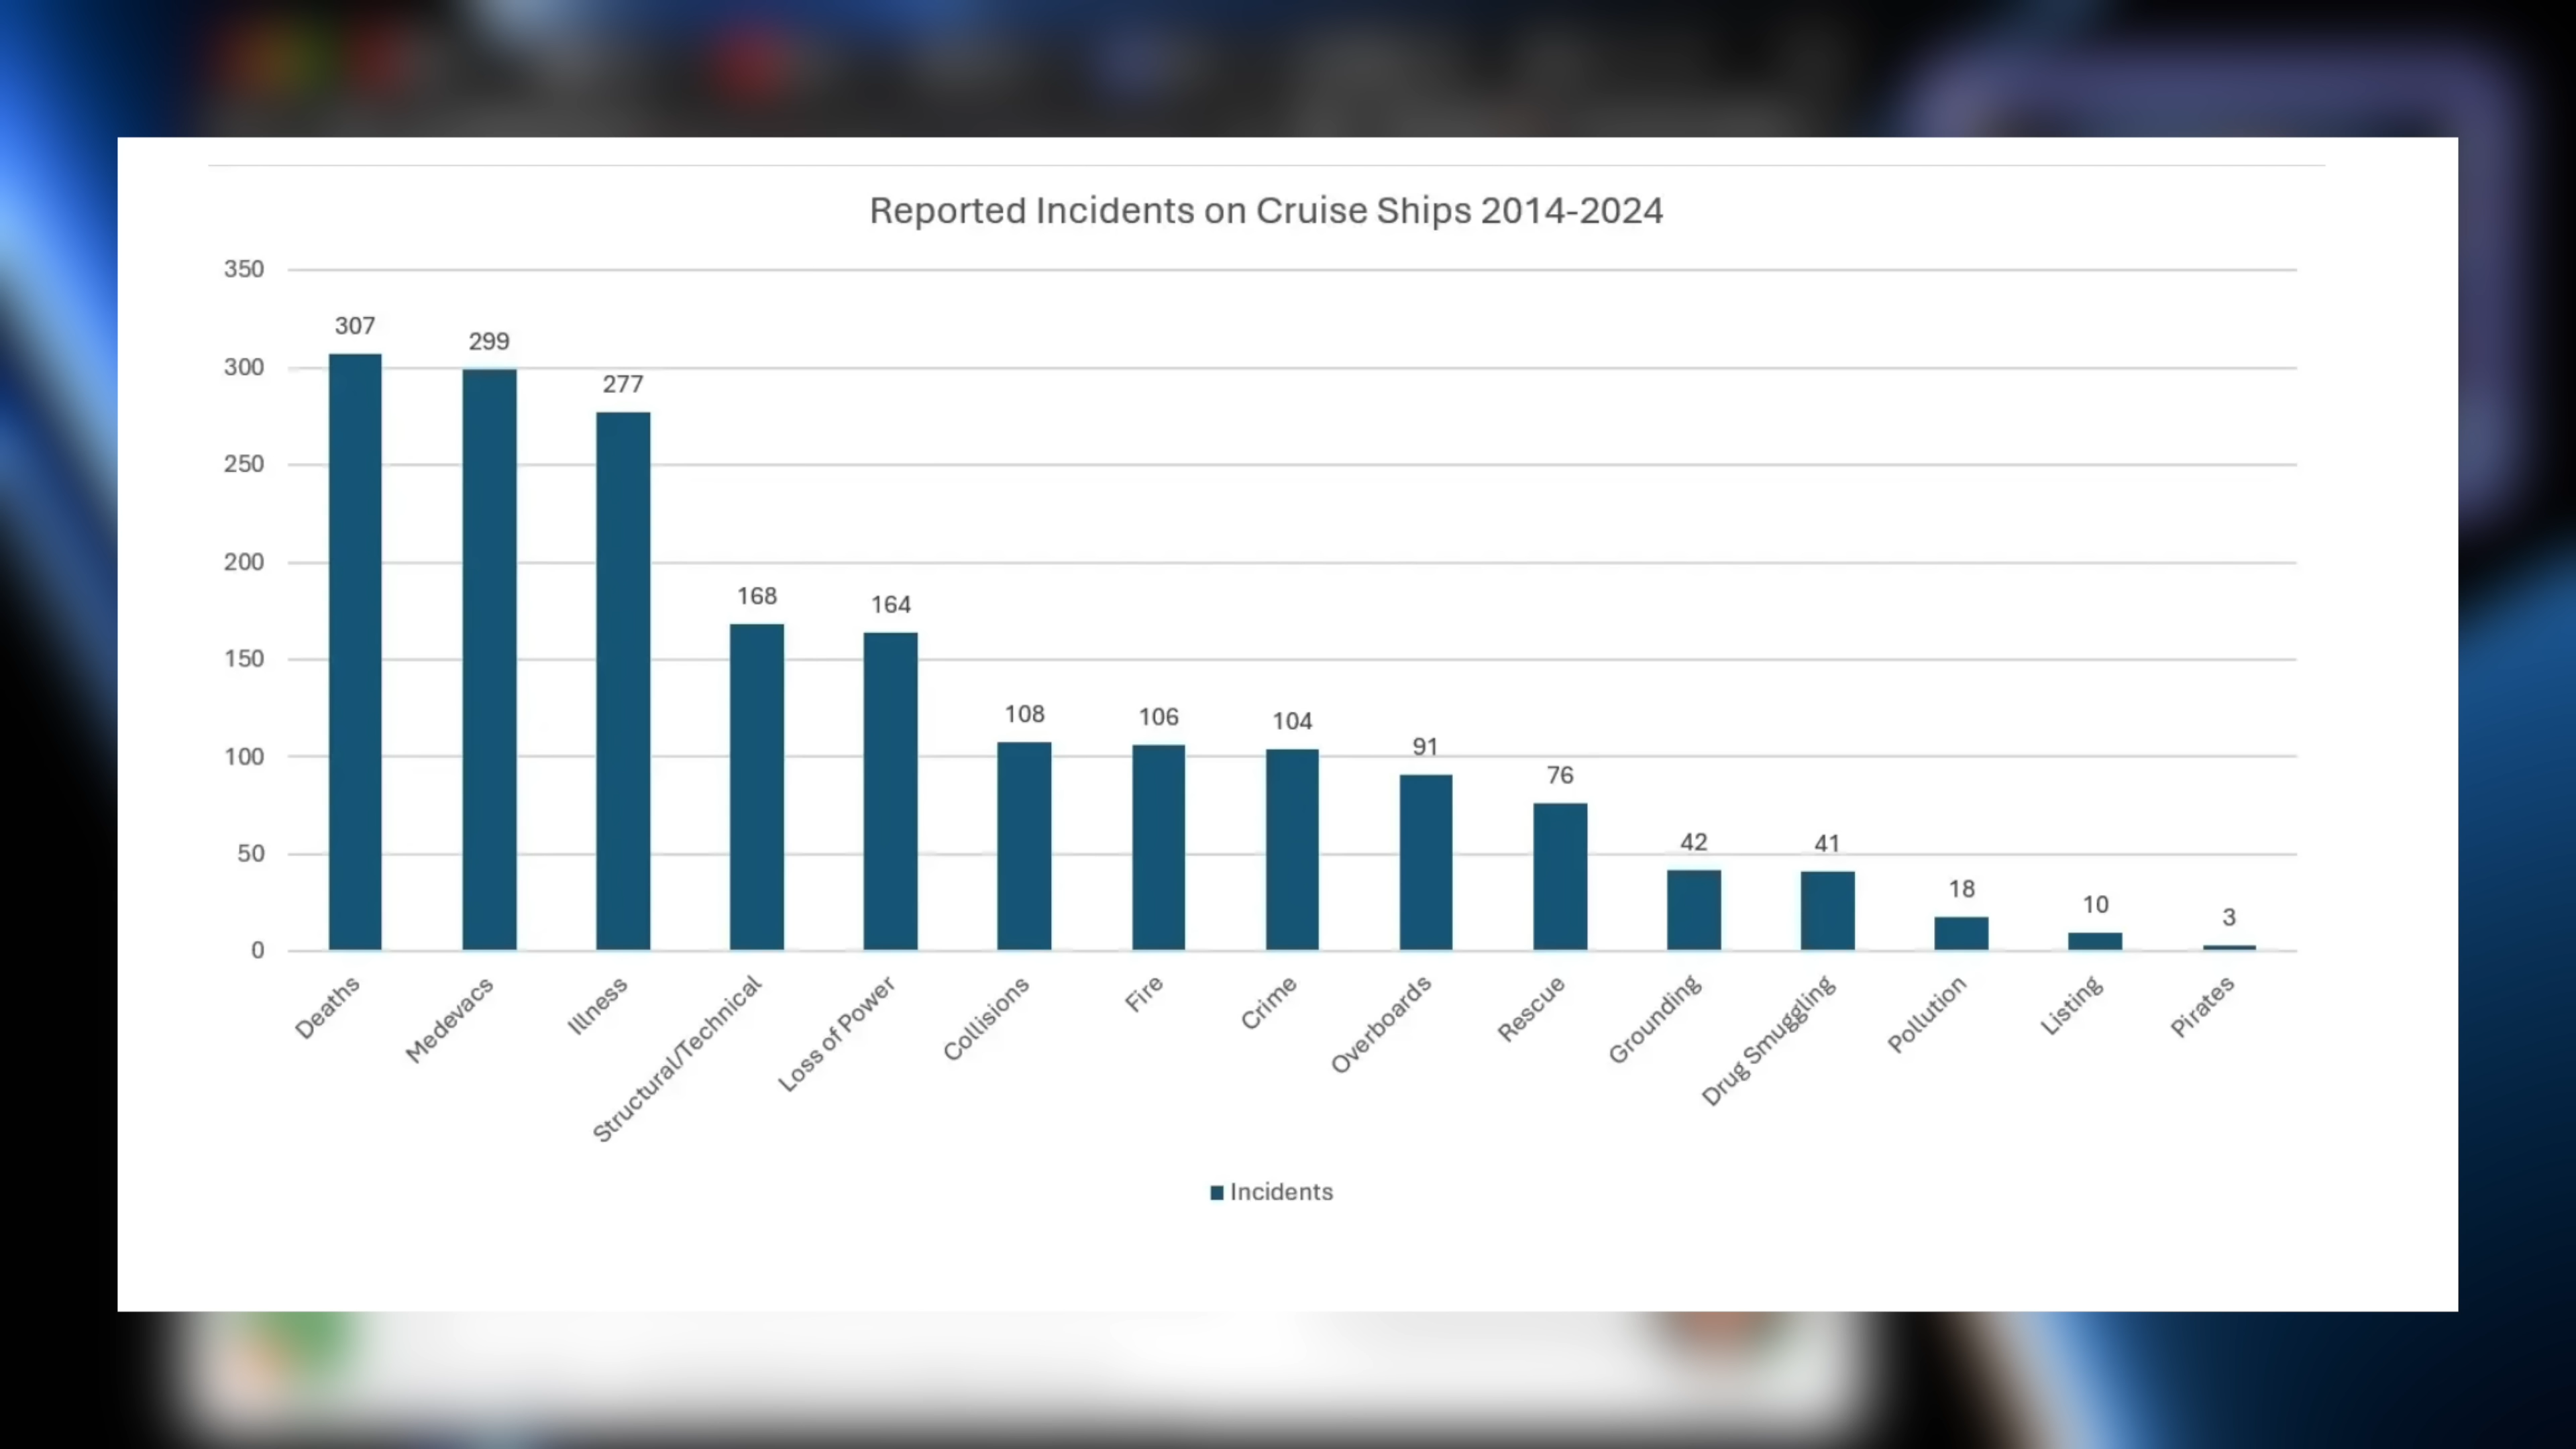 Reported Incidents on Cruise Ships 2014-2024
350
300
250
200
150
100
50
0
307
299
277
168
164
108
106
104
91
76
42
41
18
10
3
Deaths
Medevacs
Illness
Structural/Technical
Loss of Power
Collisions
Fire
Crime
Overboards
Rescue
Grounding
Drug Smuggling
Pollution
Listing
Pirates
Incidents